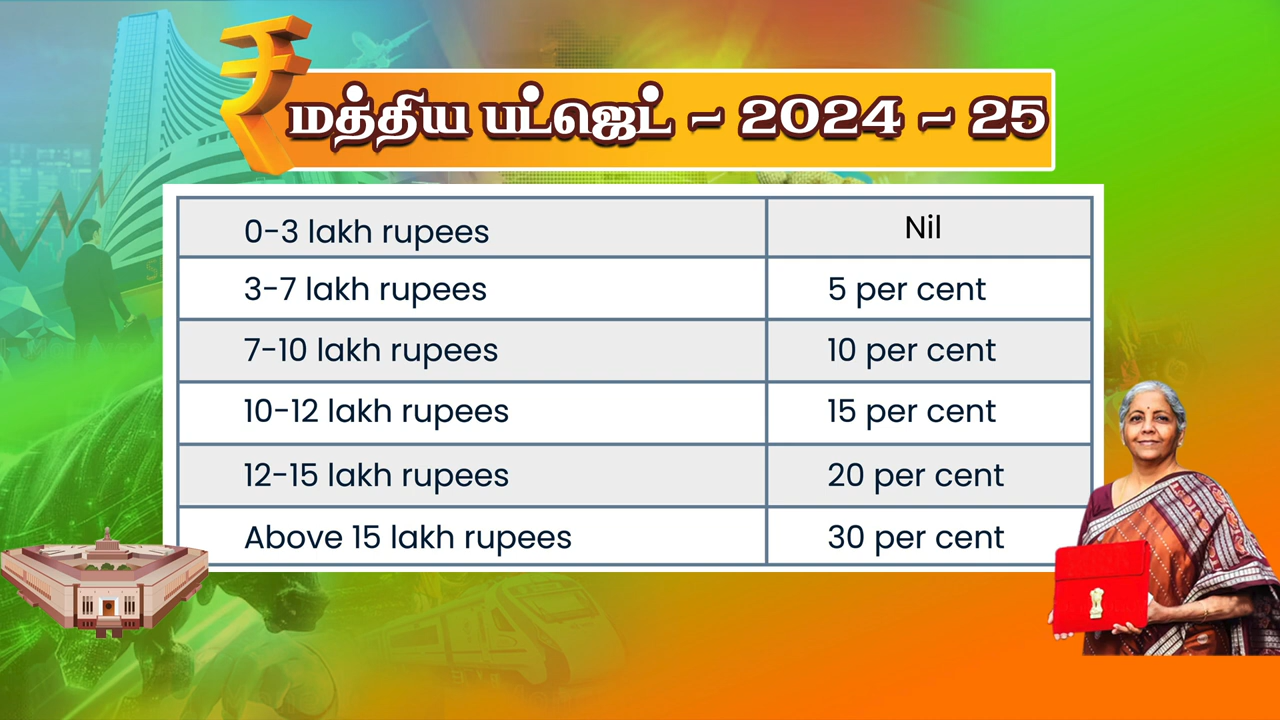 மத்திய பட்ஜெட் – 2024 – 25
0-3 lakh rupees Nil
3-7 lakh rupees 5 per cent
7-10 lakh rupees 10 per cent
10-12 lakh rupees 15 per cent
12-15 lakh rupees 20 per cent
Above 15 lakh rupees 30 per cent